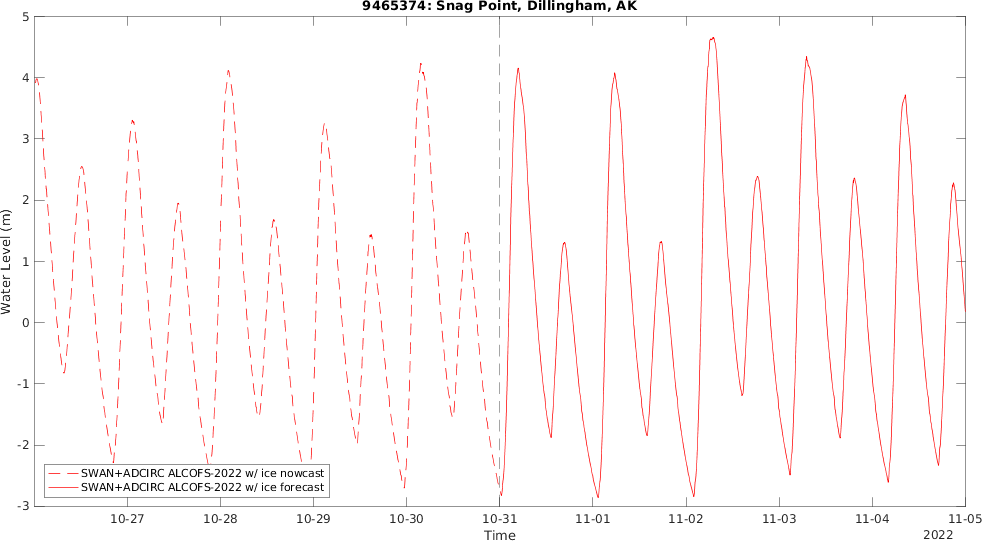 9465374: Snag Point, Dillingham, AK
5
4
3
2
1
0
-1
-2
-3
Water Level (m)
SWAN+ADCIRC ALCOFS-2022 w/ ice nowcast
SWAN+ADCIRC ALCOFS-2022 w/ ice forecast
10-27 10-28 10-29 10-30 10-31 11-01 11-02 11-03 11-04 11-05
Time
2022